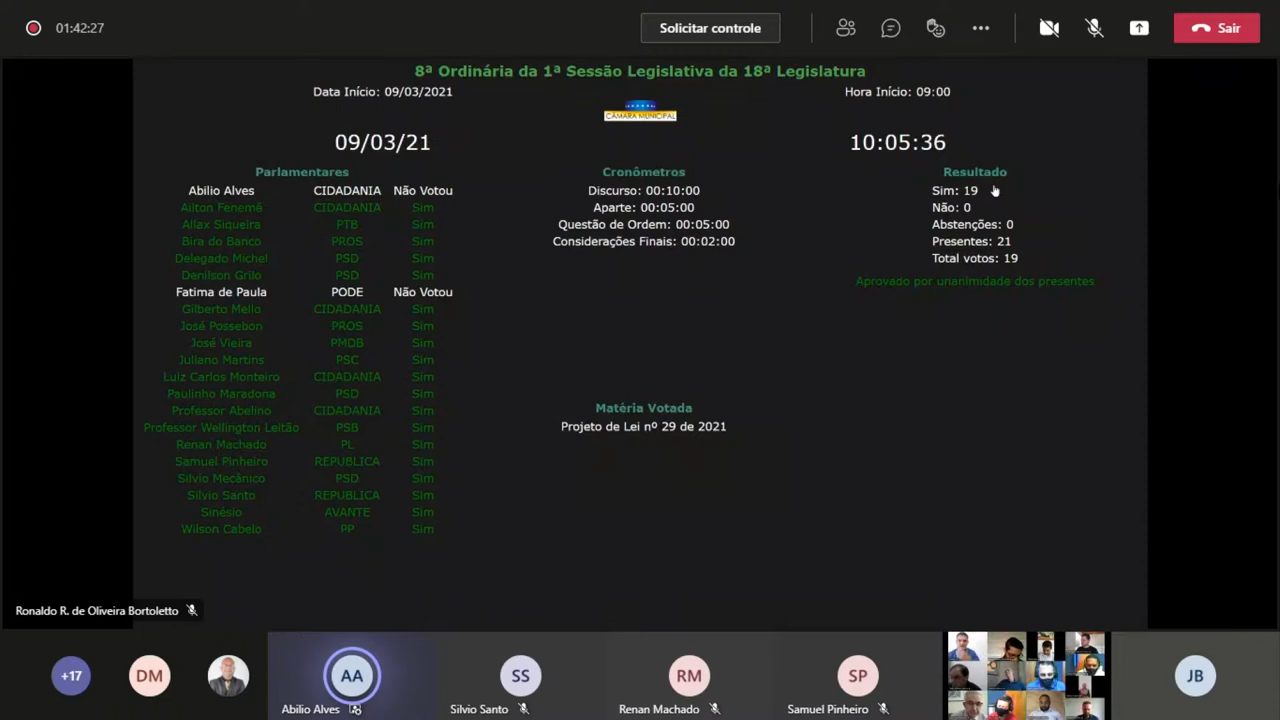 01:42:27
Solicitar controle
Sair
8ª Ordinária da 1ª Sessão Legislativa da 18ª Legislatura
Data Início: 09/03/2021
Hora Início: 09:00
CÂMARA MUNICIPAL
09/03/21
10:05:36
Parlamentares
Abilio Alves CIDADANIA Não Votou
Ailton Fenemê CIDADANIA Sim
Allax Siqueira PTB Sim
Bira do Banco PROS Sim
Delegado Michel PSD Sim
Denilson Grilo PSD Sim
Fatima de Paula PODE Não Votou
Gilberto Mello CIDADANIA Sim
José Possebon PROS Sim
José Vieira PMDB Sim
Juliano Martins PSC Sim
Luiz Carlos Monteiro CIDADANIA Sim
Paulinho Maradona PSD Sim
Professor Abelino CIDADANIA Sim
Professor Wellington Leitão PSB Sim
Renan Machado PL Sim
Samuel Pinheiro REPUBLICA Sim
Silvio Mecânico PSD Sim
Silvio Santo REPUBLICA Sim
Sinésio AVANTE Sim
Wilson Cabelo PP Sim
Cronômetros
Discurso: 00:10:00
Aparte: 00:05:00
Questão de Ordem: 00:05:00
Considerações Finais: 00:02:00
Matéria Votada
Projeto de Lei nº 29 de 2021
Resultado
Sim: 19
Não: 0
Abstenções: 0
Presentes: 21
Total votos: 19
Aprovado por unanimidade dos presentes
Ronaldo R. de Oliveira Bortoletto
+17
DM
AA
Abilio Alves
SS
Silvio Santo
RM
Renan Machado
SP
Samuel Pinheiro
JB